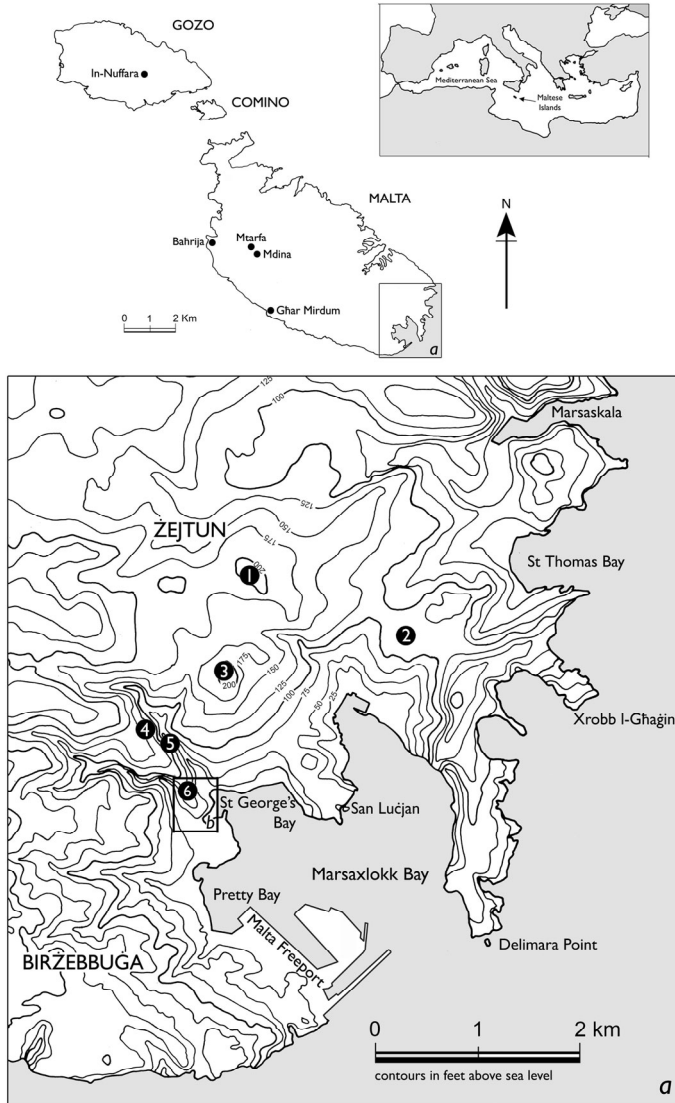 GOZO
In-Nuffara
COMINO
Mediterranean Sea
Maltese
Islands
N
MALTA
Bahrija
Mtarfa
Mdina
Għar Mirdum
0 1 2 Km
a
125
100
Marsaskala
125
150
175
ŻEJTUN
200
1
St Thomas Bay
2
3
175
200
150
125
100
75
50
25
Xrobb l-Għaġin
4
5
6
b
St George's
Bay
San Luċjan
Marsaxlokk Bay
Pretty Bay
Malta Freeport
Delimara Point
BIRŻEBBUĠA
0 1 2 km
contours in feet above sea level
a